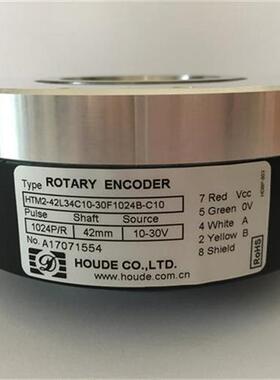 Type ROTARY ENCODER
HTM2-42L34C10-30F1024B-C10
Pulse Shaft Source
1024P/R 42mm 10-30V
No. A17071554
HOUDE CO.,LTD.
www.houde.com.cn
7 Red Vcc
5 Green 0V
4 White A
2 Yellow B
8 Shield
RoHS